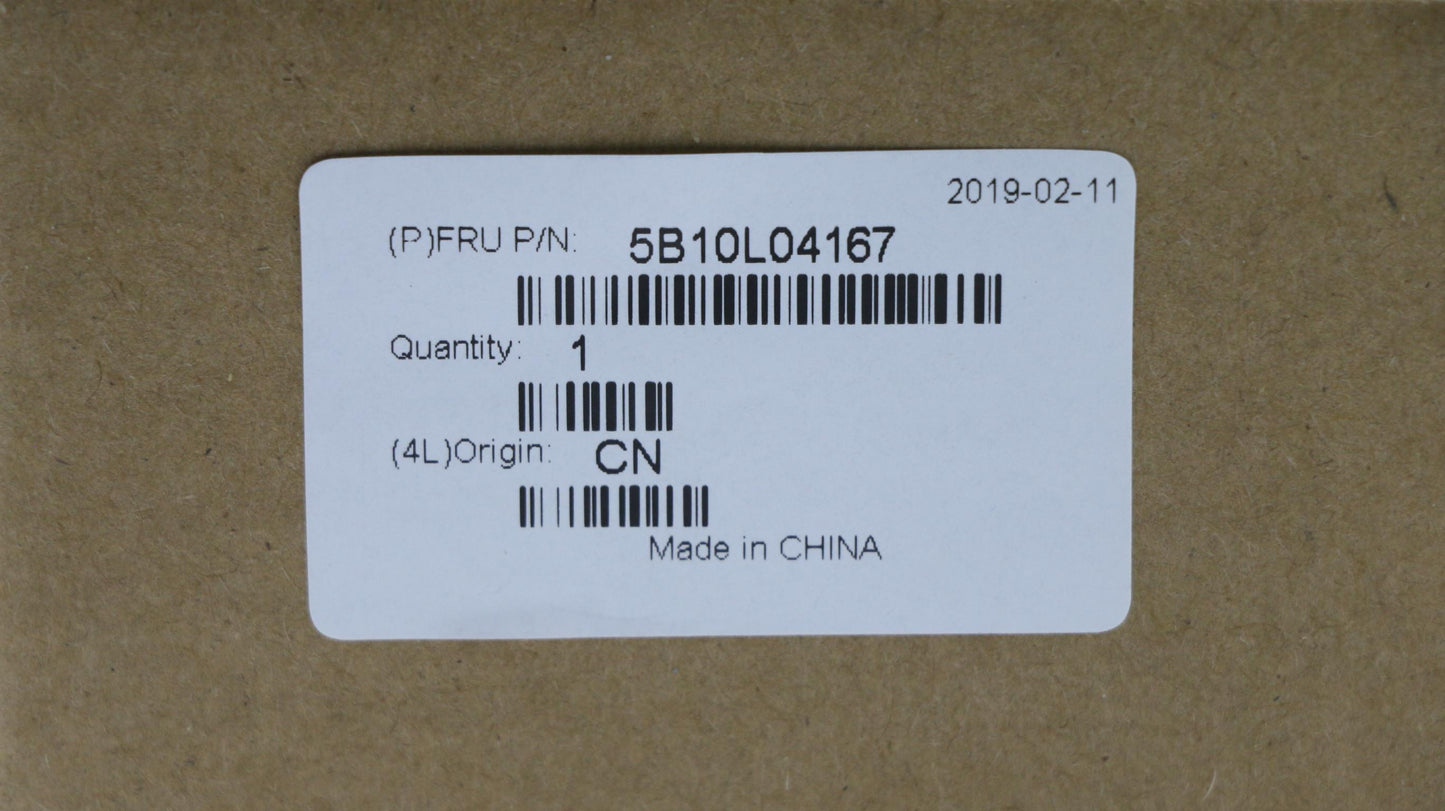 2019-02-11
(P)FRU P/N: 5B10L04167
Quantity: 1
(4L)Origin: CN
Made in CHINA